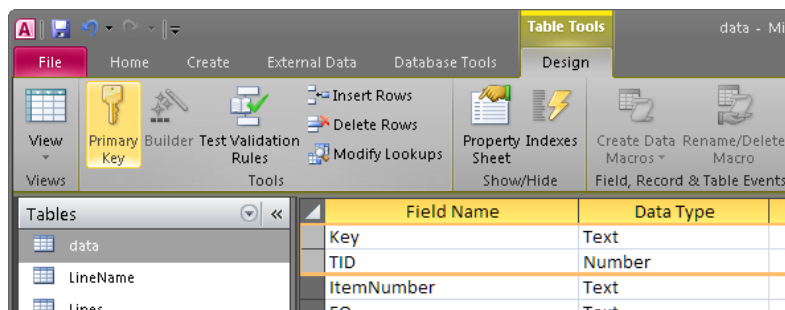 A
Table Tools
data - Mi
File Home Create External Data Database Tools Design
View
Primary Key
Builder
Test Validation Rules
Insert Rows
Delete Rows
Modify Lookups
Property Sheet
Indexes
Create Data Macros
Rename/Delete Macro
Views
Tools
Show/Hide
Field, Record & Table Events
Tables «
Field Name Data Type
data
Key Text
TID Number
LineName
ItemNumber Text
Lines
Text